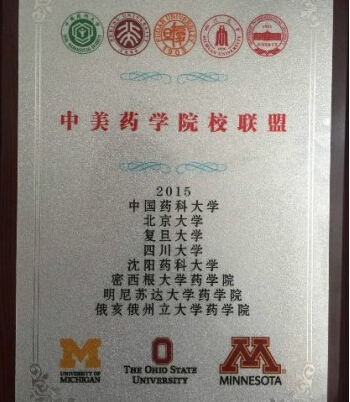 中美药学院校联盟
2015
中国药科大学
北京大学
复旦大学
四川大学
沈阳药科大学
密西根大学药学院
明尼苏达大学药学院
俄亥俄州立大学药学院
M
UNIVERSITY OF
MICHIGAN
O
THE OHIO STATE
UNIVERSITY
M
MINNESOTA